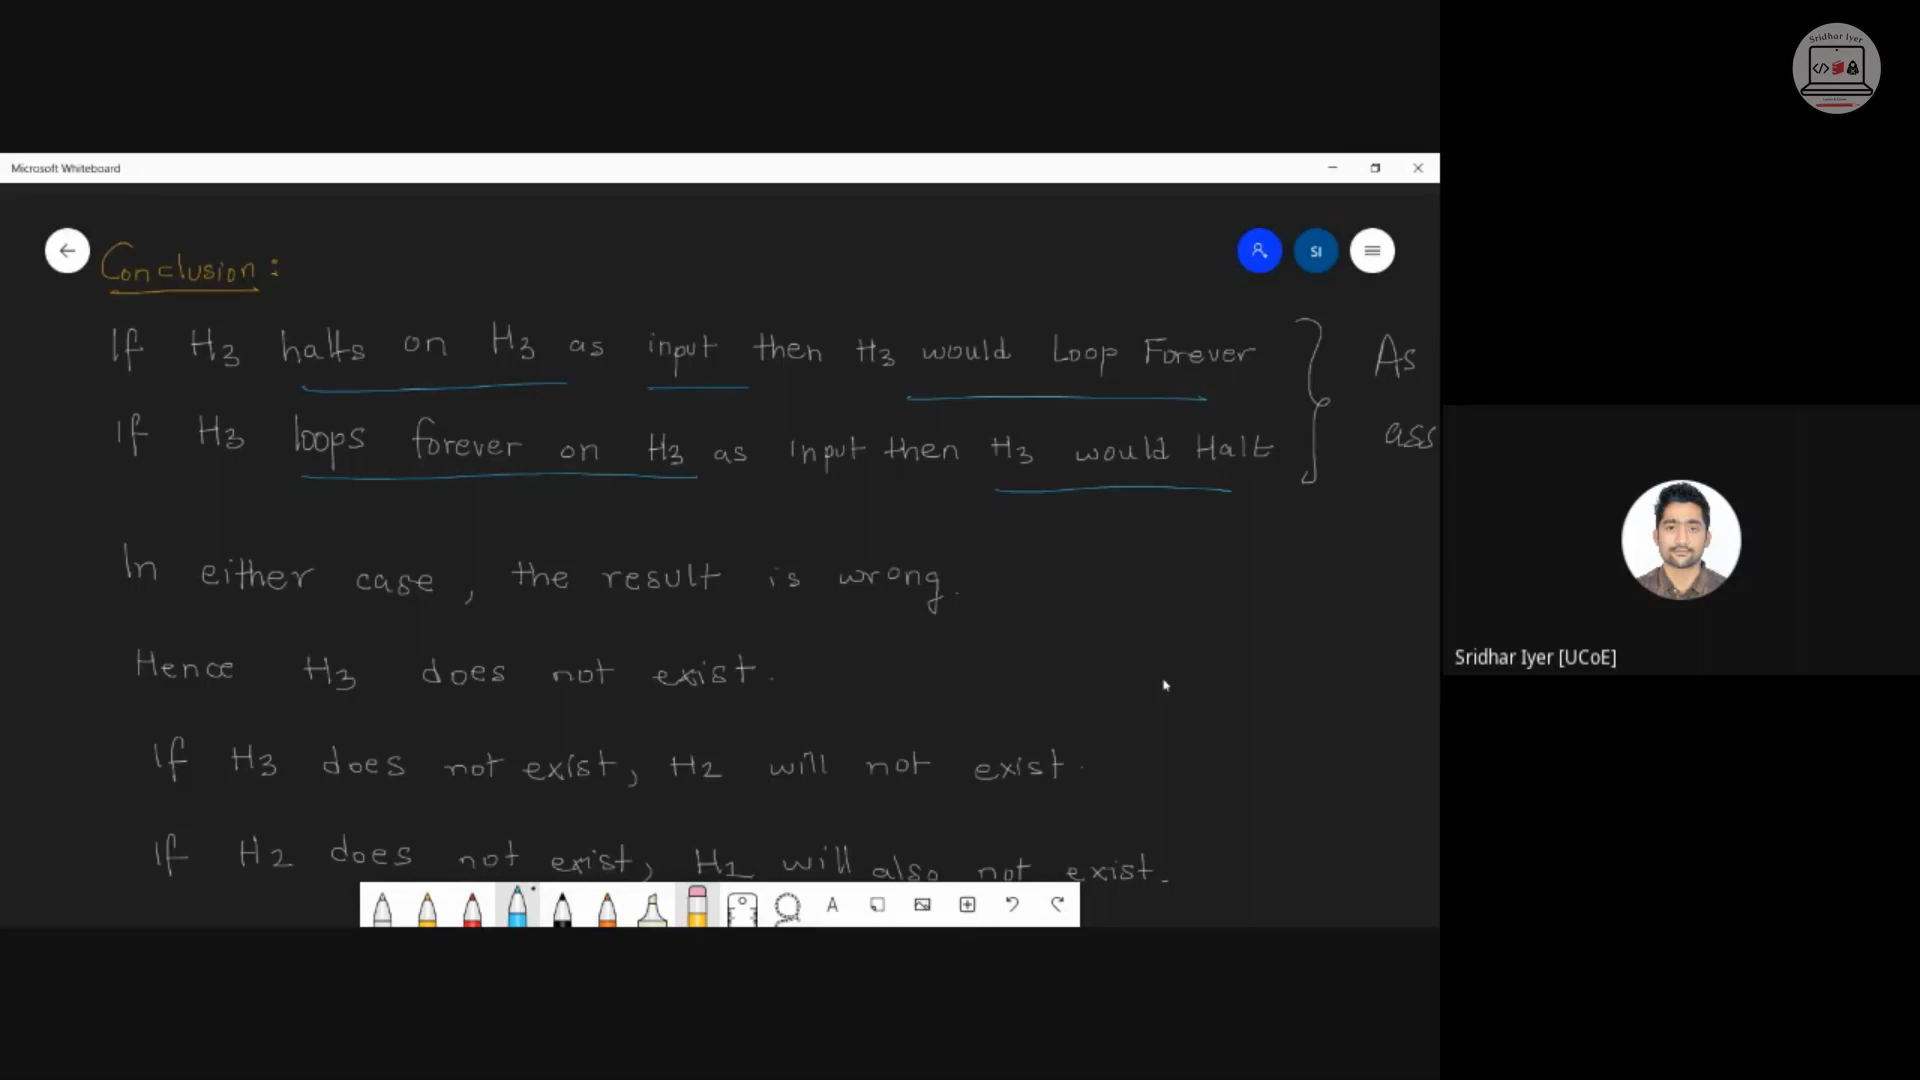 Sridhar Iyer
</>
Microsoft Whiteboard
SI
Conclusion:
If H3 halts on H3 as input then H3 would Loop Forever } As
If H3 loops forever on H3 as input then H3 would Halt ass
In either case, the result is wrong.
Hence H3 does not exist.
If H3 does not exist, H2 will not exist.
If H2 does not exist, H1 will also not exist.
A
Sridhar Iyer [UCoE]